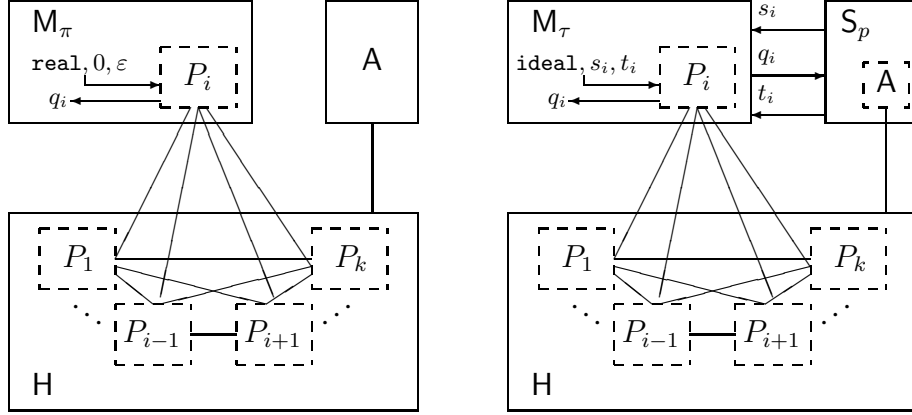 M_π
real, 0, ε
q_i
P_i
A
P_1
P_k
P_{i−1}
P_{i+1}
H
M_τ
ideal, s_i, t_i
q_i
P_i
s_i
q_i
t_i
S_p
A
P_1
P_k
P_{i−1}
P_{i+1}
H